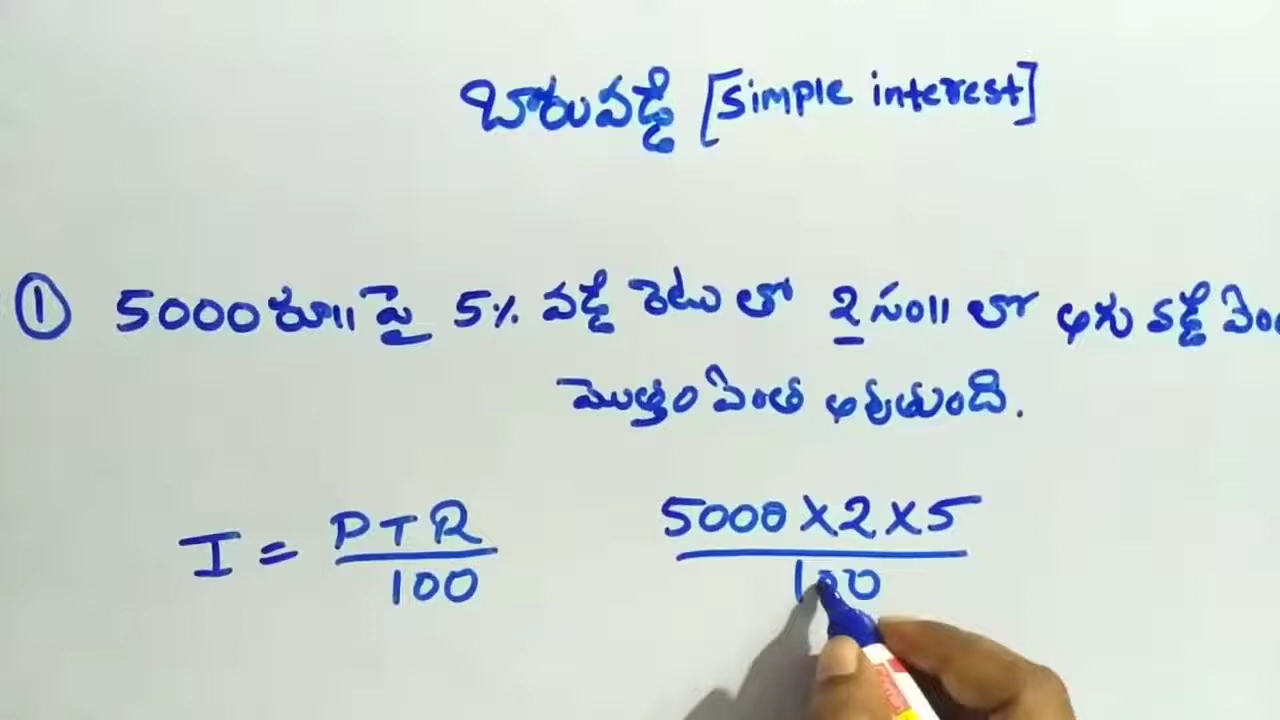 బారువడ్డీ [Simple interest]
① 5000రూ॥పై 5% వడ్డీ రేటు తో 2 సం॥ లో అగు వడ్డీ
మొత్తం ఎంత అవుతుంది.
I = PTR/100 5000×2×5/100